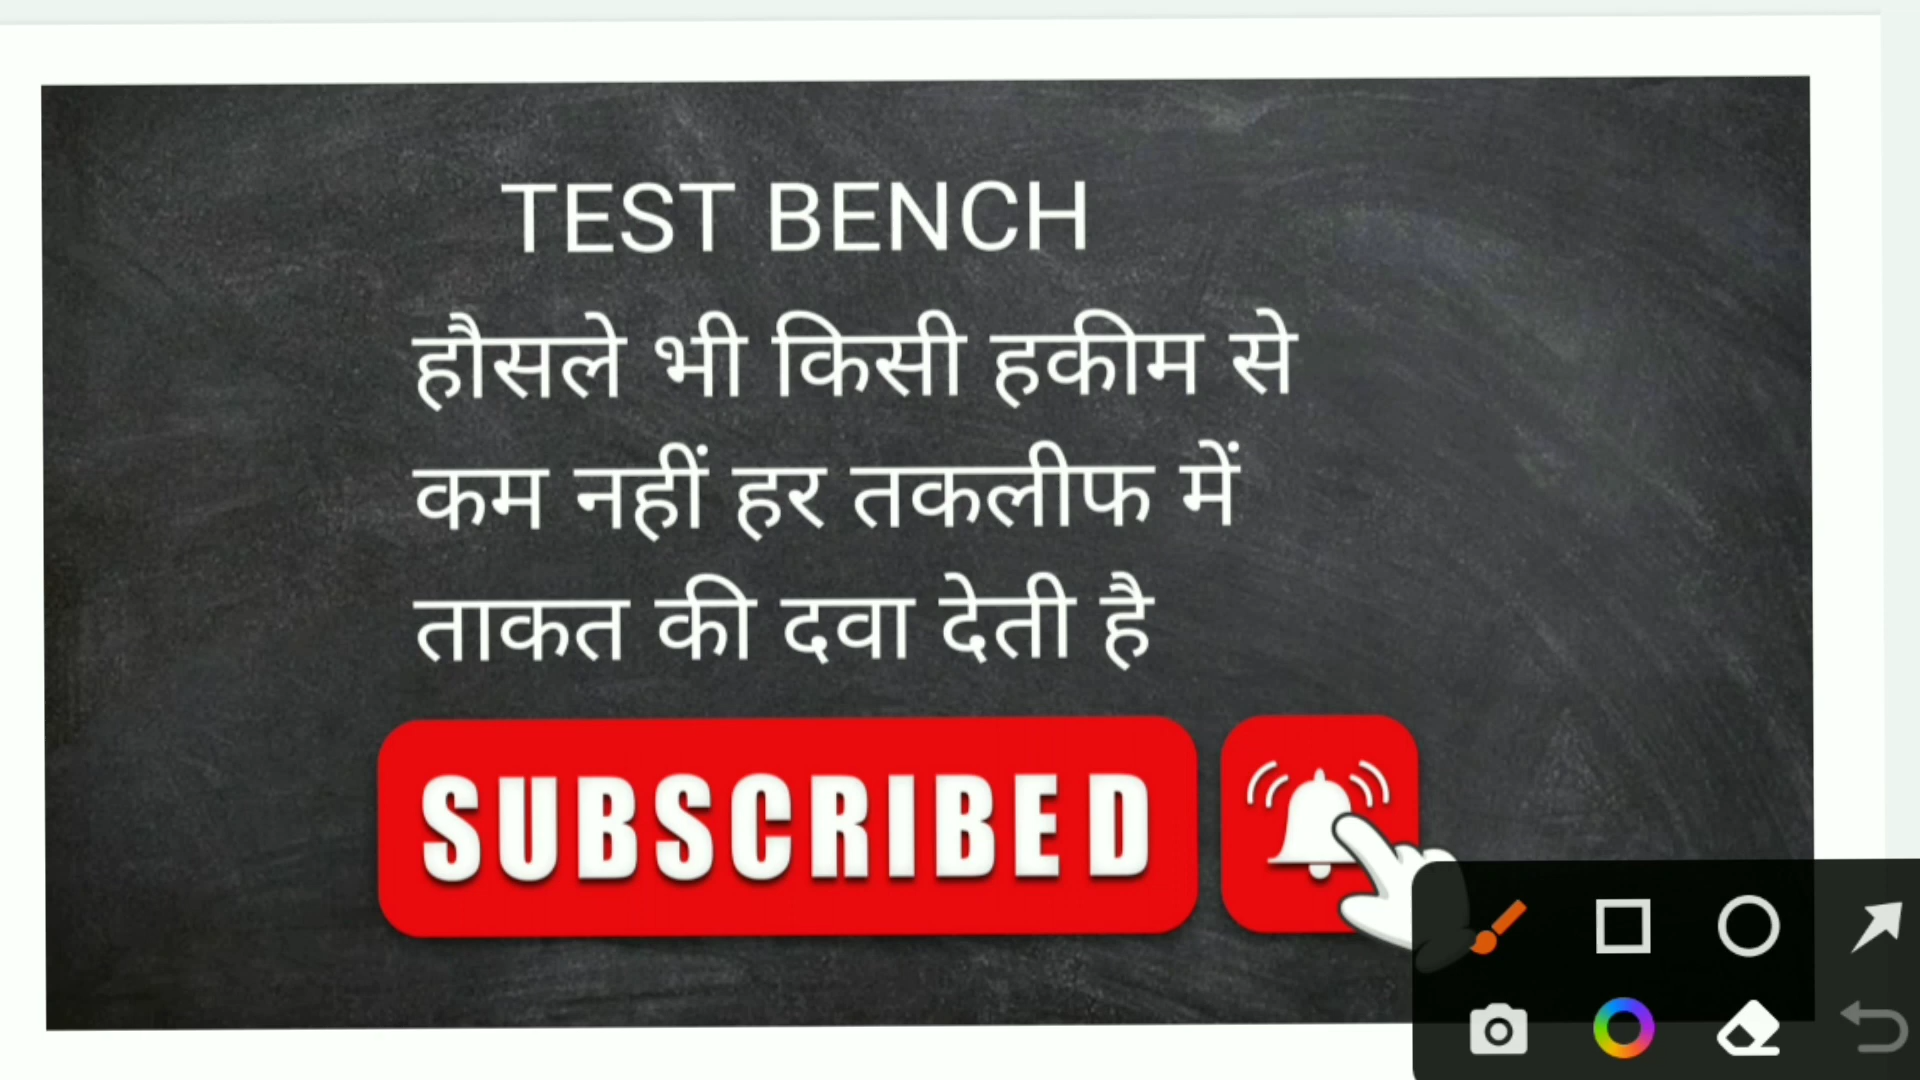 TEST BENCH
हौसले भी किसी हकीम से
कम नहीं हर तकलीफ में
ताकत की दवा देती है
SUBSCRIBED